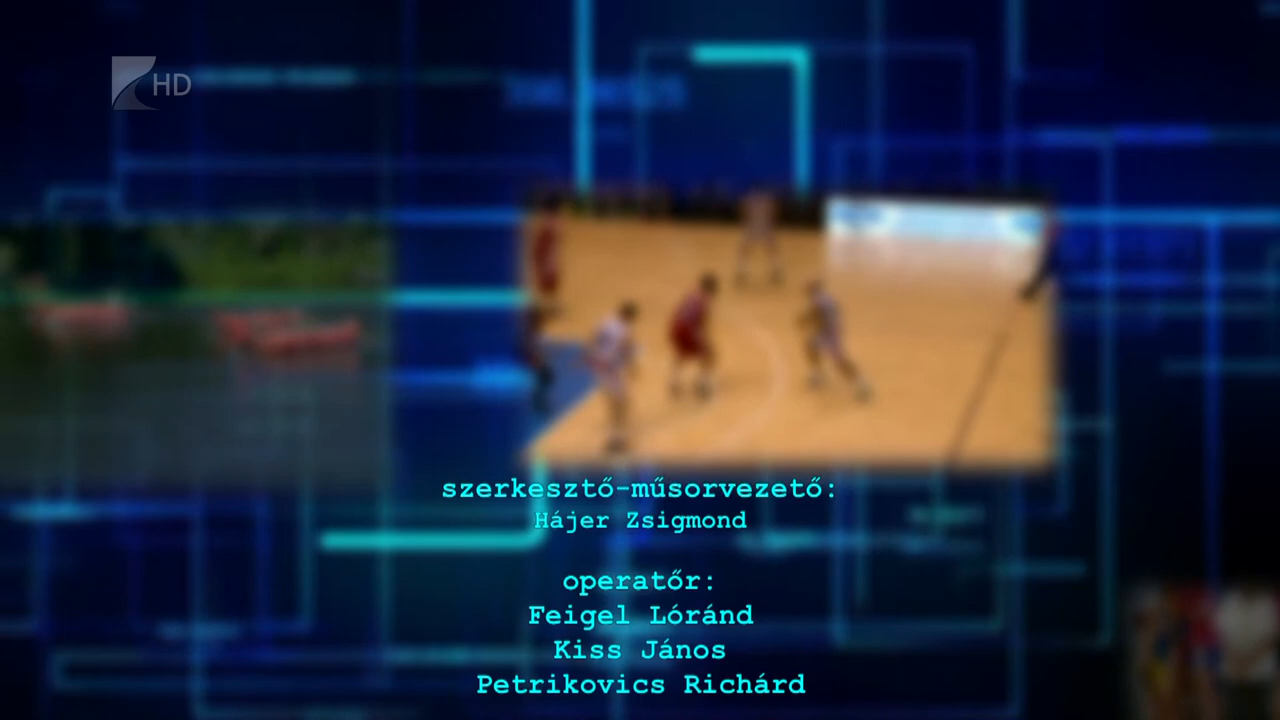 HD
szerkesztő-műsorvezető:
Hájer Zsigmond
operatőr:
Feigel Lóránd
Kiss János
Petrikovics Richárd